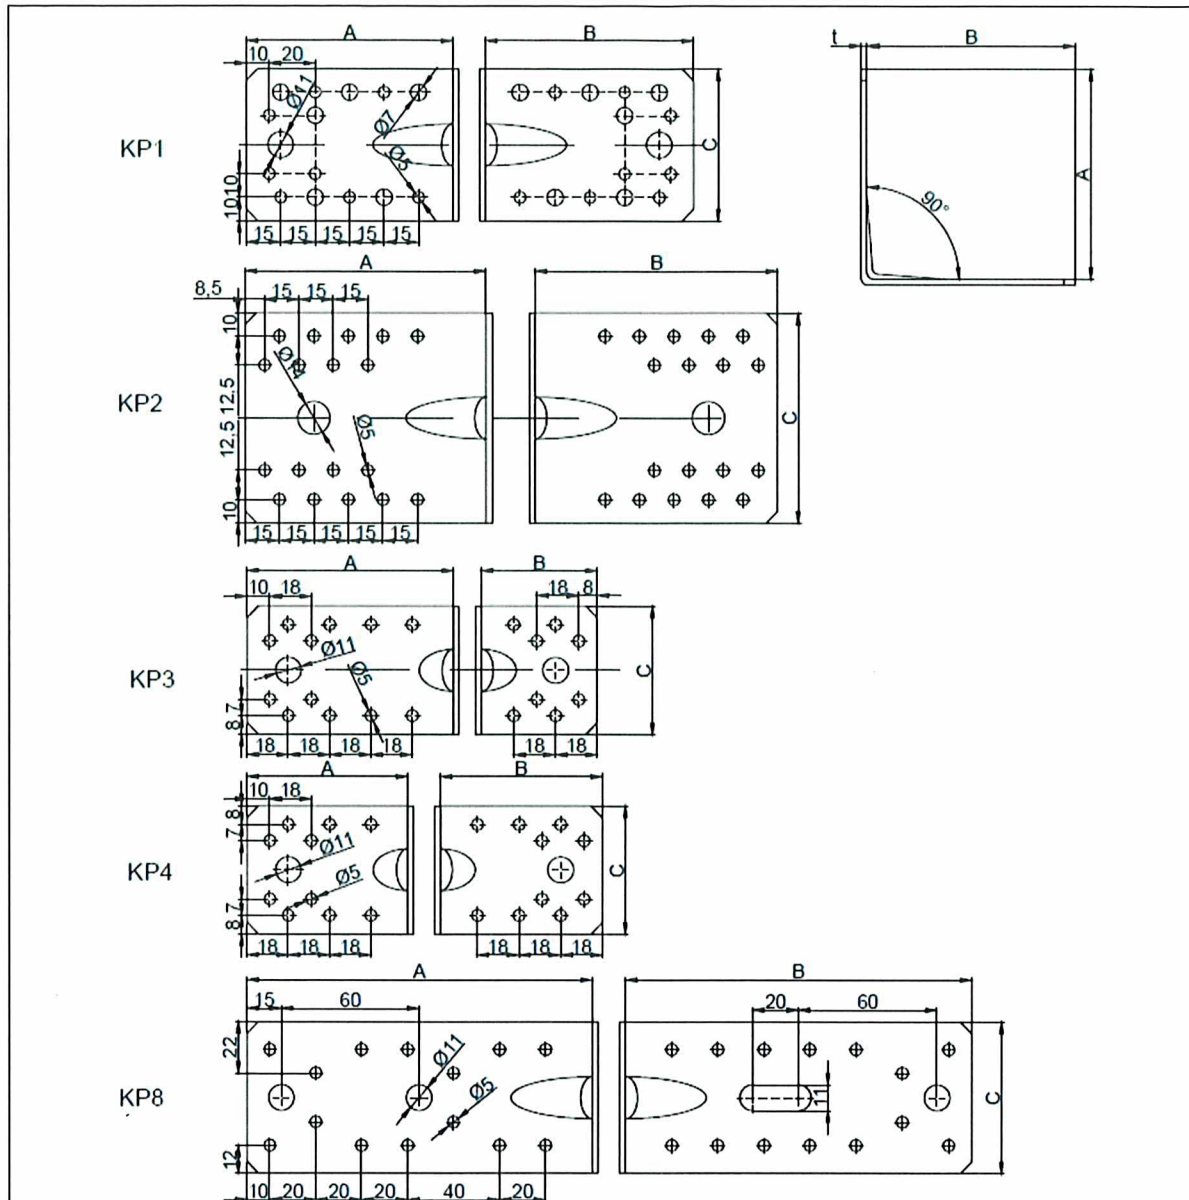 A B t B
10 20
Ø11 Ø7
KP1 C A
Ø5 90°
10 10
15 15 15 15 15
A B
8,5 15 15 15
10
Ø14
KP2 12,5 C
12,5 Ø5
10
15 15 15 15 15
A B
10 18 18 8
Ø11
KP3 Ø5 C
7
8
18 18 18 18 18 18
A B
10 18
8
7 Ø11
KP4 Ø5 C
7
8
18 18 18 18 18 18
A B
15 60 20 60
22
Ø11
KP8 Ø5 11 C
12
10 20 20 20 40 20